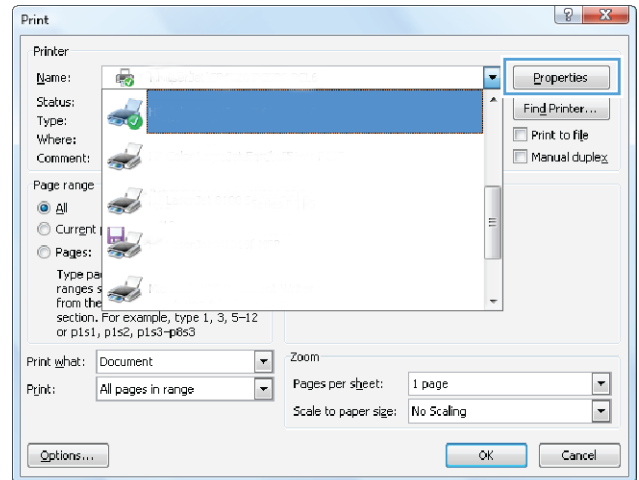 Print
Printer
Name:
Properties
Status:
Find Printer...
Type:
Where:
Print to file
Comment:
Manual duplex
Page range
All
Current
Pages:
Type
ranges
from the
section. For example, type 1, 3, 5–12
or p1s1, p1s2, p1s3–p8s3
Print what: Document
Zoom
Print: All pages in range
Pages per sheet: 1 page
Scale to paper size: No Scaling
Options...
OK
Cancel